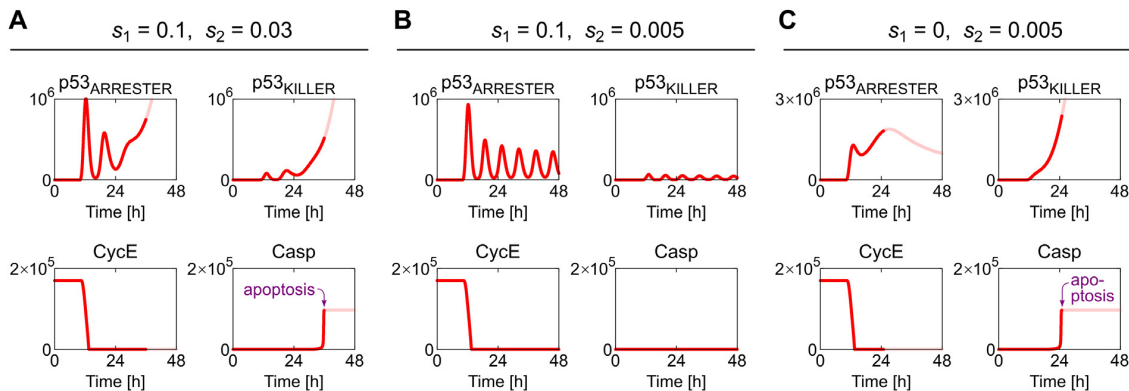 A
s1 = 0.1, s2 = 0.03
p53ARRESTER
10^6
0
0
24
48
Time [h]
p53KILLER
10^6
0
0
24
48
Time [h]
CycE
2×10^5
0
0
24
48
Time [h]
Casp
2×10^5
apoptosis
0
0
24
48
Time [h]
B
s1 = 0.1, s2 = 0.005
p53ARRESTER
10^6
0
0
24
48
Time [h]
p53KILLER
10^6
0
0
24
48
Time [h]
CycE
2×10^5
0
0
24
48
Time [h]
Casp
2×10^5
0
0
24
48
Time [h]
C
s1 = 0, s2 = 0.005
p53ARRESTER
3×10^6
0
0
24
48
Time [h]
p53KILLER
3×10^6
0
0
24
48
Time [h]
CycE
2×10^5
0
0
24
48
Time [h]
Casp
2×10^5
apo-
ptosis
0
0
24
48
Time [h]